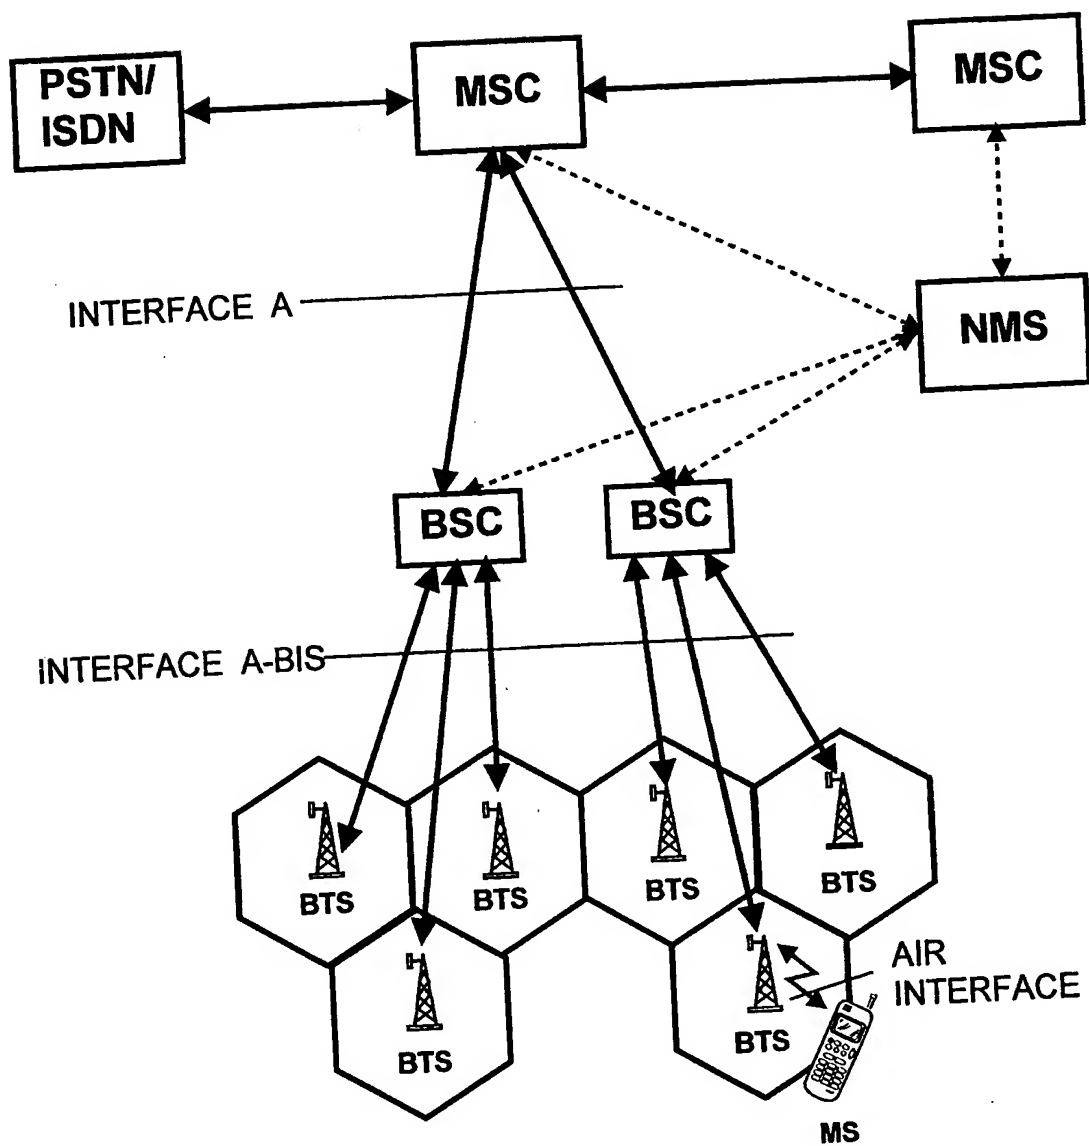 PSTN/
ISDN
MSC
MSC
INTERFACE A
NMS
BSC
BSC
INTERFACE A-BIS
BTS
BTS
BTS
BTS
BTS
BTS
AIR
INTERFACE
MS